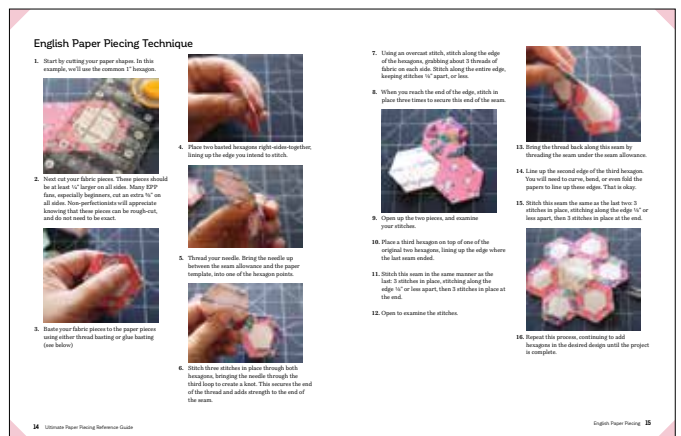 English Paper Piecing Technique
1. Start by cutting your paper shapes. In this
example, we'll use the common 1" hexagon.
2. Next cut your fabric pieces. These pieces should
be at least ¼" larger on all sides. Many EPP
fans, especially beginners, cut an extra ⅜" on
all sides. Non-perfectionists will appreciate
knowing that these pieces can be rough-cut,
and do not need to be exact.
3. Baste your fabric pieces to the paper pieces
using either thread basting or glue basting
(see below)
4. Place two basted hexagons right-sides-together,
lining up the edge you intend to stitch.
5. Thread your needle. Bring the needle up
between the seam allowance and the paper
template, into one of the hexagon points.
6. Stitch three stitches in place through both
hexagons, bringing the needle through the
third loop to create a knot. This secures the end
of the thread and adds strength to the end of
the seam.
14 Ultimate Paper Piecing Reference Guide
7. Using an overcast stitch, stitch along the edge
of the hexagons, grabbing about 3 threads of
fabric on each side. Stitch along the entire edge,
keeping stitches ⅛" apart, or less.
8. When you reach the end of the edge, stitch in
place three times to secure this end of the seam.
9. Open up the two pieces, and examine
your stitches.
10. Place a third hexagon on top of one of the
original two hexagons, lining up the edge where
the last seam ended.
11. Stitch this seam in the same manner as the
last: 3 stitches in place, stitching along the
edge ⅛" or less apart, then 3 stitches in place at
the end.
12. Open to examine the stitches.
13. Bring the thread back along this seam by
threading the seam under the seam allowance.
14. Line up the second edge of the third hexagon.
You will need to curve, bend, or even fold the
papers to line up these edges. That is okay.
15. Stitch this seam the same as the last two: 3
stitches in place, stitching along the edge ⅛" or
less apart, then 3 stitches in place at the end.
16. Repeat this process, continuing to add
hexagons in the desired design until the project
is complete.
English Paper Piecing 15